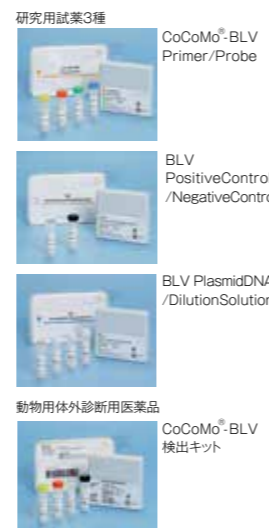 研究用試薬3種
CoCoMo®-BLV
Primer/Probe
BLV
PositiveControl
/NegativeContro
BLV PlasmidDNA
/DilutionSolution
動物用体外診断用医薬品
CoCoMo®-BLV
検出キット